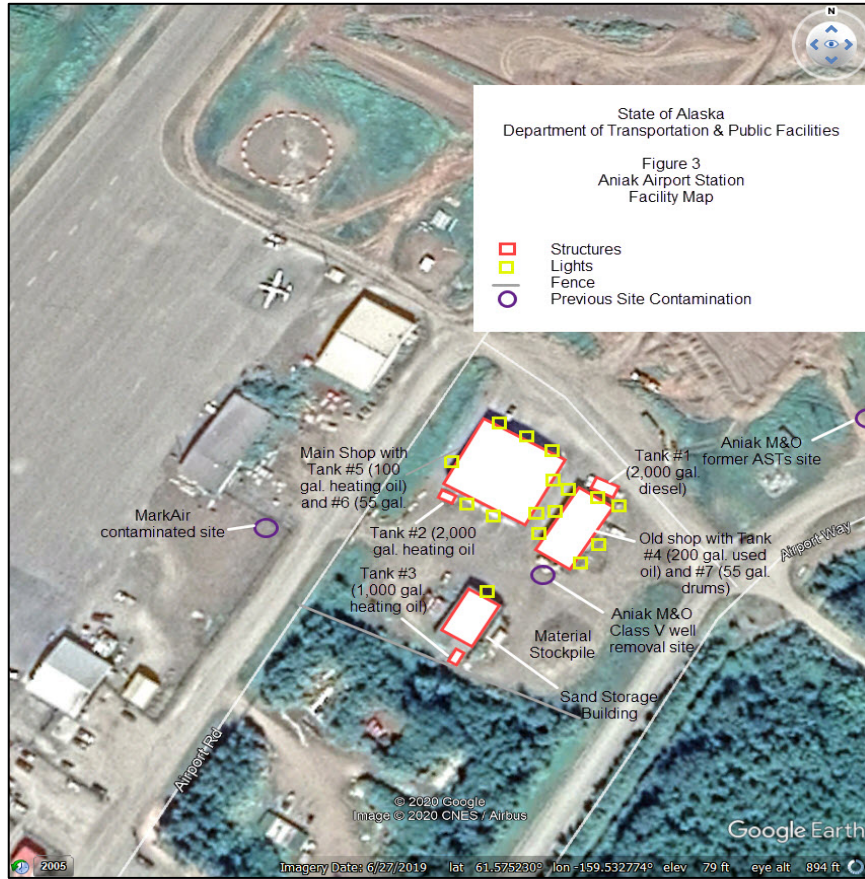 N
State of Alaska
Department of Transportation & Public Facilities
Figure 3
Aniak Airport Station
Facility Map
Structures
Lights
Fence
Previous Site Contamination
Main Shop with
Tank #5 (100
gal. heating oil)
and #6 (55 gal.
Tank #1
(2,000 gal.
diesel)
Aniak M&O
former ASTs site
MarkAir
contaminated site
Tank #2 (2,000
gal. heating oil
Old shop with Tank
#4 (200 gal. used
oil) and #7 (55 gal.
drums)
Airport Way
Tank #3
(1,000 gal.
heating oil)
Aniak M&O
Class V well
removal site
Material
Stockpile
Sand Storage
Building
Airport Rd
© 2020 Google
Image © 2020 CNES / Airbus
Google Earth
2005
Imagery Date: 6/27/2019 lat 61.575230° lon -159.532774° elev 79 ft eye alt 894 ft